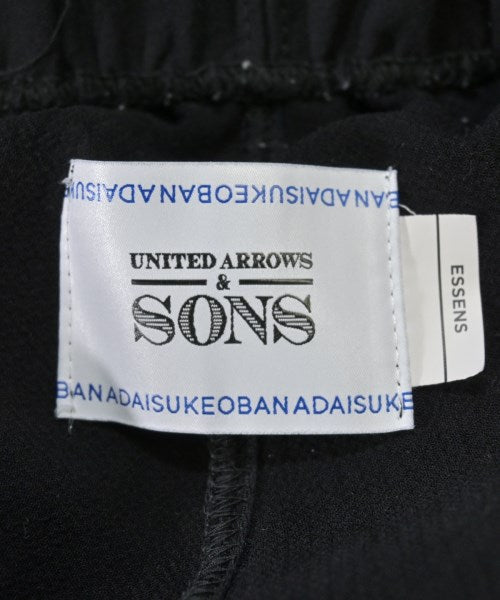 ANADAISUKEOBANADAISU
UNITED ARROWS
&
SONS
OBANADAISUKEOBANADAISUKE
ESSENS